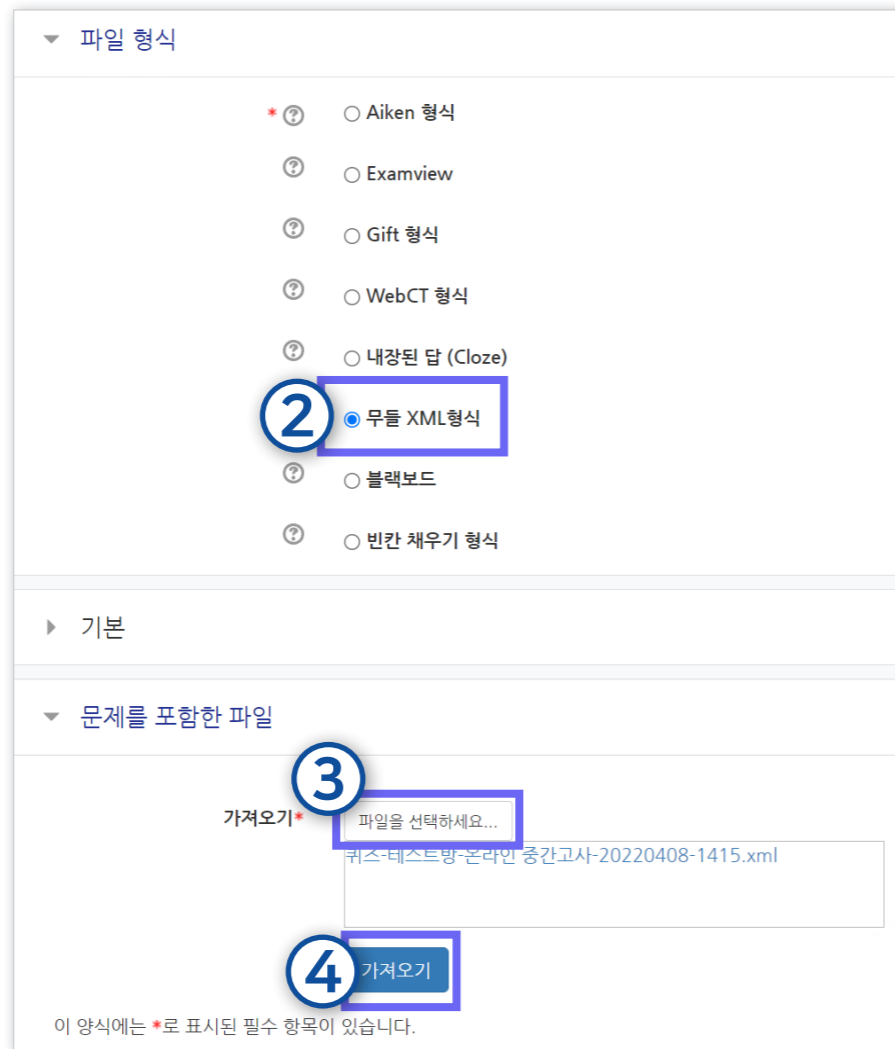 파일 형식
* Aiken 형식
Examview
Gift 형식
WebCT 형식
내장된 답 (Cloze)
② 무들 XML형식
블랙보드
빈칸 채우기 형식
기본
문제를 포함한 파일
③
가져오기* 파일을 선택하세요...
퀴즈-테스트방-온라인 중간고사-20220408-1415.xml
④ 가져오기
이 양식에는 *로 표시된 필수 항목이 있습니다.